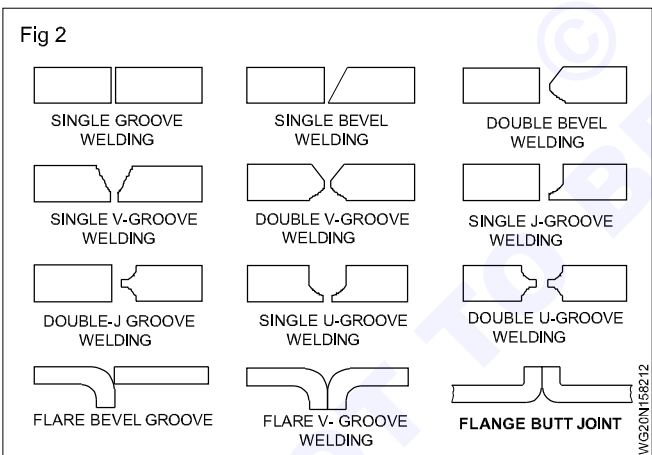 Fig 2
SINGLE GROOVE
WELDING
SINGLE BEVEL
WELDING
DOUBLE BEVEL
WELDING
SINGLE V-GROOVE
WELDING
DOUBLE V-GROOVE
WELDING
SINGLE J-GROOVE
WELDING
DOUBLE-J GROOVE
WELDING
SINGLE U-GROOVE
WELDING
DOUBLE U-GROOVE
WELDING
FLARE BEVEL GROOVE
FLARE V- GROOVE
WELDING
FLANGE BUTT JOINT
WG20N158212
©
T TO BE